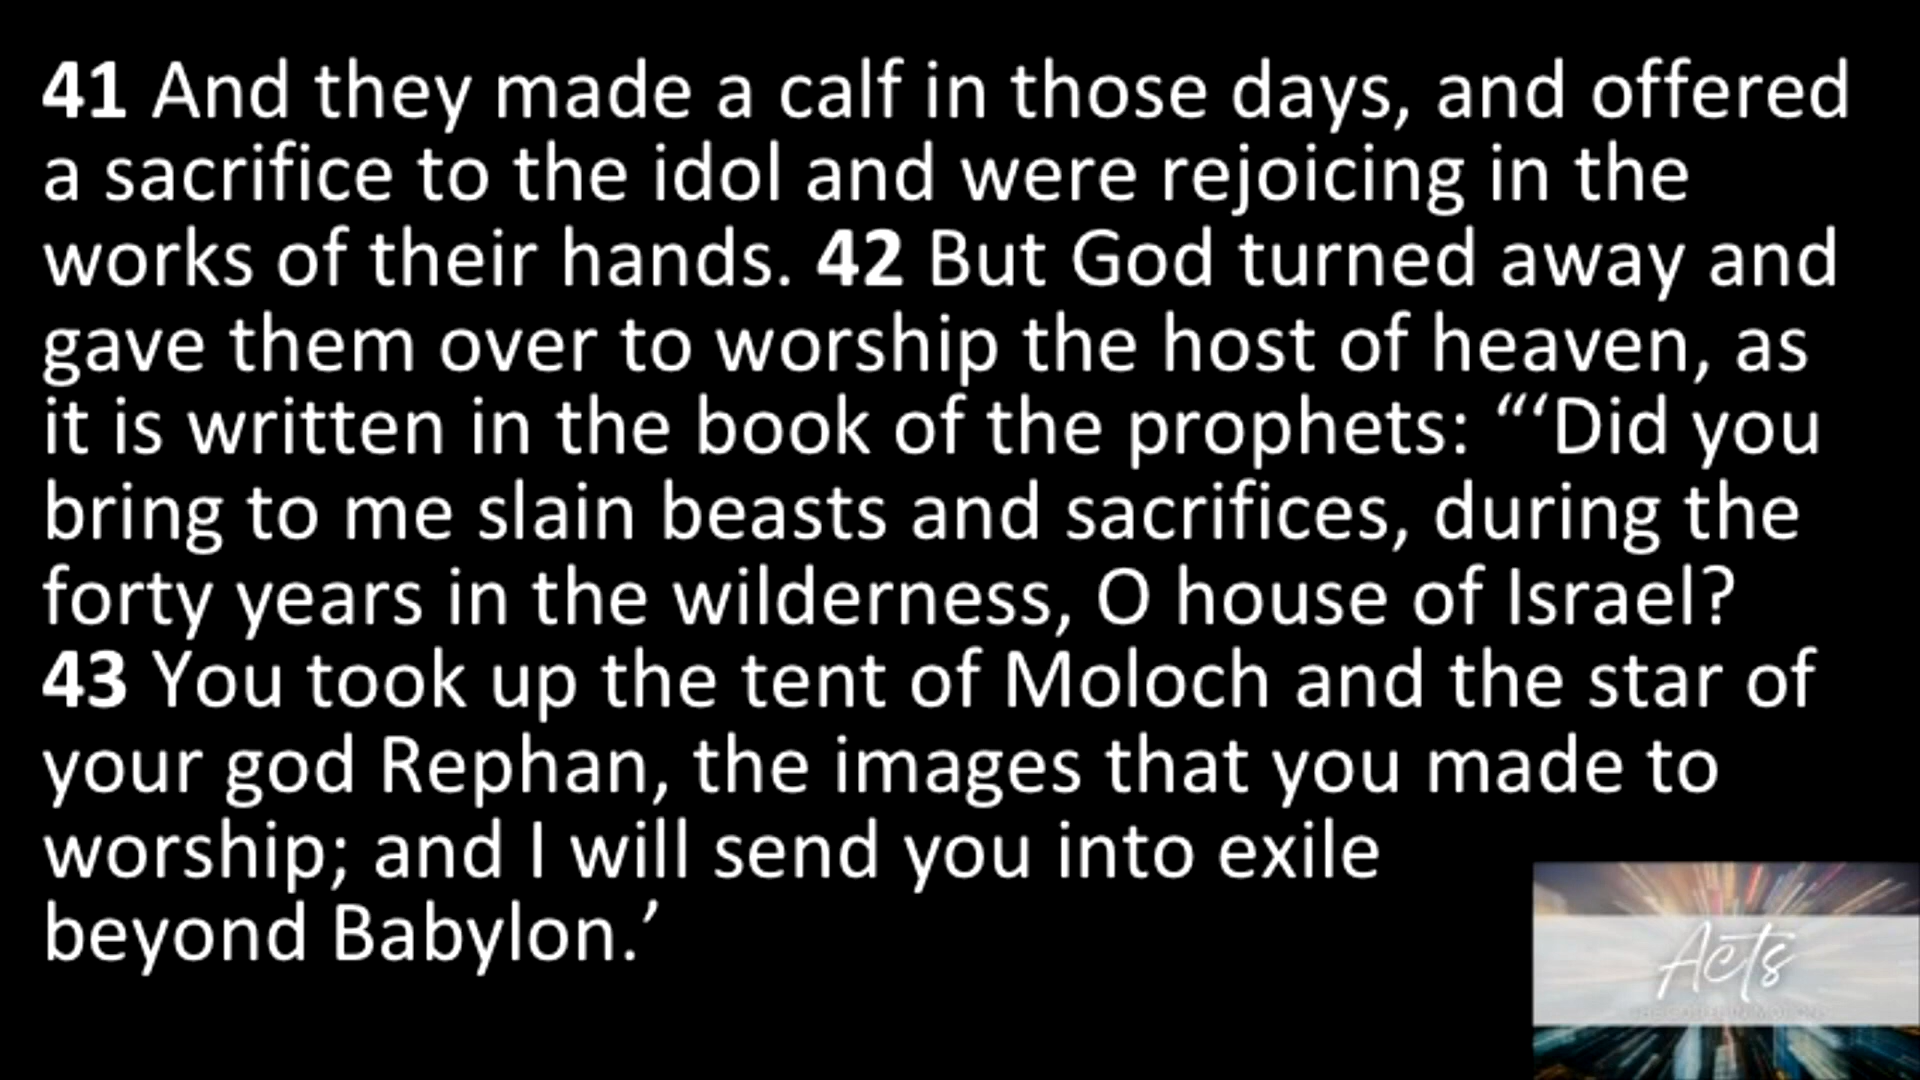 41 And they made a calf in those days, and offered
a sacrifice to the idol and were rejoicing in the
works of their hands. 42 But God turned away and
gave them over to worship the host of heaven, as
it is written in the book of the prophets: “‘Did you
bring to me slain beasts and sacrifices, during the
forty years in the wilderness, O house of Israel?
43 You took up the tent of Moloch and the star of
your god Rephan, the images that you made to
worship; and I will send you into exile
beyond Babylon.’
Acts